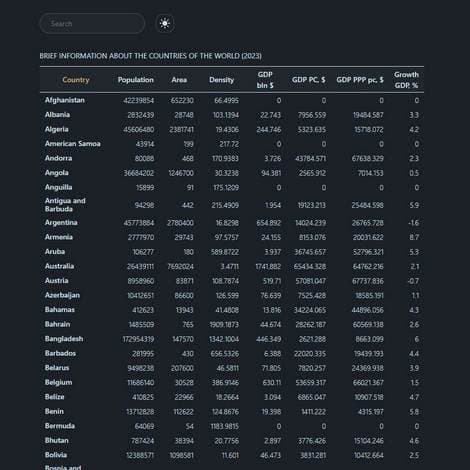 Search
BRIEF INFORMATION ABOUT THE COUNTRIES OF THE WORLD (2023)
Country Population Area Density GDP bln $ GDP PC, $ GDP PPP pc, $ Growth GDP, %
Afghanistan 42239854 652230 66.4995 0 0 0 0
Albania 2832439 28748 103.1394 22.743 7956.559 19484.587 3.3
Algeria 45606480 2381741 19.4306 244.746 5323.635 15718.072 4.2
American Samoa 43914 199 217.72 0 0 0 0
Andorra 80088 468 170.9383 3.726 43784.571 67638.329 2.3
Angola 36684202 1246700 30.3238 94.381 2565.912 7014.153 0.5
Anguilla 15899 91 175.1209 0 0 0 0
Antigua and Barbuda 94298 442 215.4909 1.954 19123.213 25484.598 5.9
Argentina 45773884 2780400 16.8298 654.892 14024.239 26765.728 -1.6
Armenia 2777970 29743 97.5757 24.155 8153.076 20031.622 8.7
Aruba 106277 180 589.8722 3.937 36745.657 52796.321 5.3
Australia 26439111 7692024 3.4711 1741.882 65434.328 64762.216 2.1
Austria 8958960 83871 108.7874 519.71 57081.047 67737.836 -0.7
Azerbaijan 10412651 86600 126.599 76.639 7525.428 18585.191 1.1
Bahamas 412623 13943 41.4808 13.816 34224.065 44896.056 4.3
Bahrain 1485509 765 1909.1873 44.674 28262.187 60569.138 2.6
Bangladesh 172954319 147570 1342.1004 446.349 2621.288 8663.099 6
Barbados 281995 430 656.5326 6.388 22020.335 19439.193 4.4
Belarus 9498238 207600 46.5811 71.805 7820.257 24369.938 3.9
Belgium 11686140 30528 386.9146 630.11 53659.317 66021.367 1.5
Belize 410825 22966 18.2664 3.094 6865.047 10907.518 4.7
Benin 13712828 112622 124.8676 19.398 1411.222 4315.197 5.8
Bermuda 64069 54 1183.9815 0 0 0 0
Bhutan 787424 38394 20.7756 2.897 3776.426 15104.246 4.6
Bolivia 12388571 1098581 11.601 46.473 3831.281 10412.664 2.5
Bosnia and